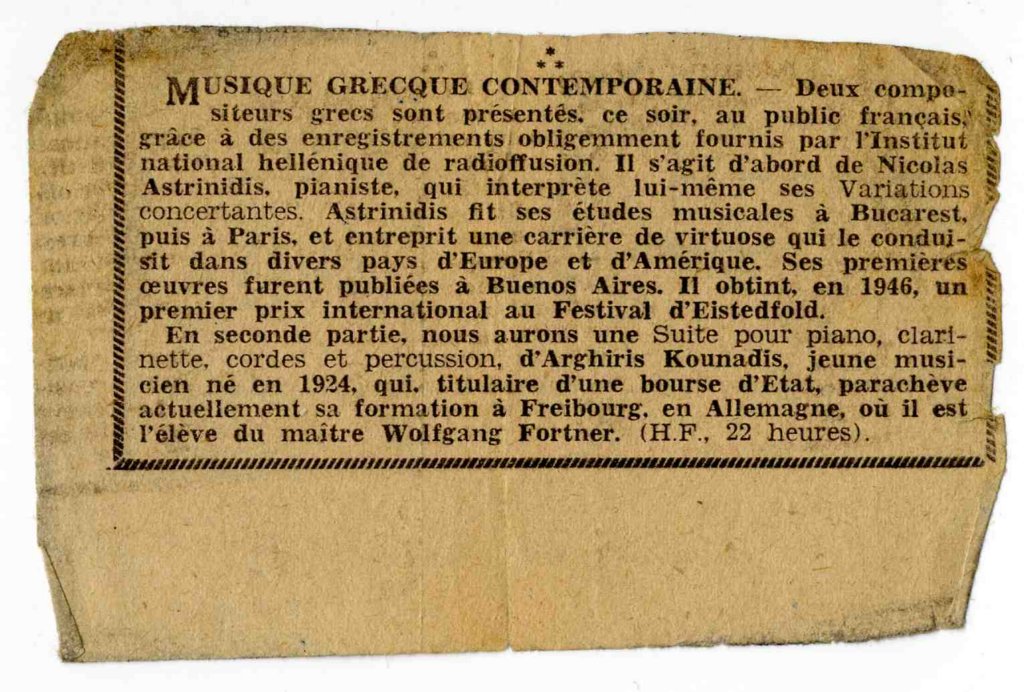 *
* *
MUSIQUE GRECQUE CONTEMPORAINE. — Deux compo-
siteurs grecs sont présentés, ce soir, au public français,
grâce à des enregistrements obligemment fournis par l'Institut
national hellénique de radioffusion. Il s'agit d'abord de Nicolas
Astrinidis, pianiste, qui interprète lui-même ses Variations
concertantes. Astrinidis fit ses études musicales à Bucarest,
puis à Paris, et entreprit une carrière de virtuose qui le condui-
sit dans divers pays d'Europe et d'Amérique. Ses premières
œuvres furent publiées à Buenos Aires. Il obtint, en 1946, un
premier prix international au Festival d'Eistedfold.
En seconde partie, nous aurons une Suite pour piano, clari-
nette, cordes et percussion, d'Arghiris Kounadis, jeune musi-
cien né en 1924, qui, titulaire d'une bourse d'Etat, parachève
actuellement sa formation à Freibourg, en Allemagne, où il est
l'élève du maître Wolfgang Fortner. (H.F., 22 heures).